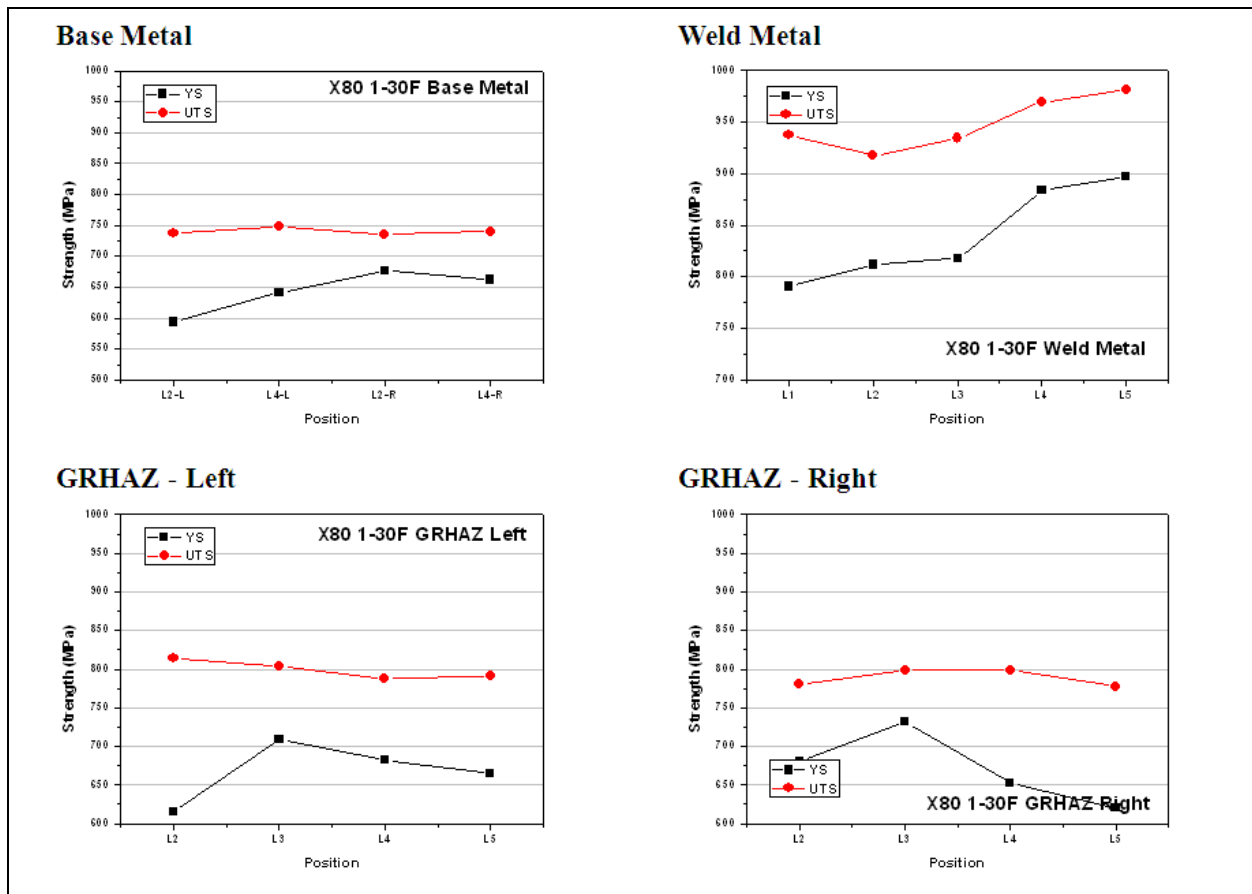 Base Metal
1000
950
900
850
800
750
700
650
600
550
500
Strength (MPa)
YS
UTS
X80 1-30F Base Metal
L2-L L4-L L2-R L4-R
Position
Weld Metal
1000
950
900
850
800
750
700
Strength (MPa)
YS
UTS
X80 1-30F Weld Metal
L1 L2 L3 L4 L5
Position
GRHAZ - Left
1000
950
900
850
800
750
700
650
600
Strength (MPa)
YS
UTS
X80 1-30F GRHAZ Left
L2 L3 L4 L5
Position
GRHAZ - Right
1000
950
900
850
800
750
700
650
600
Strength (MPa)
YS
UTS
X80 1-30F GRHAZ Right
L2 L3 L4 L5
Position